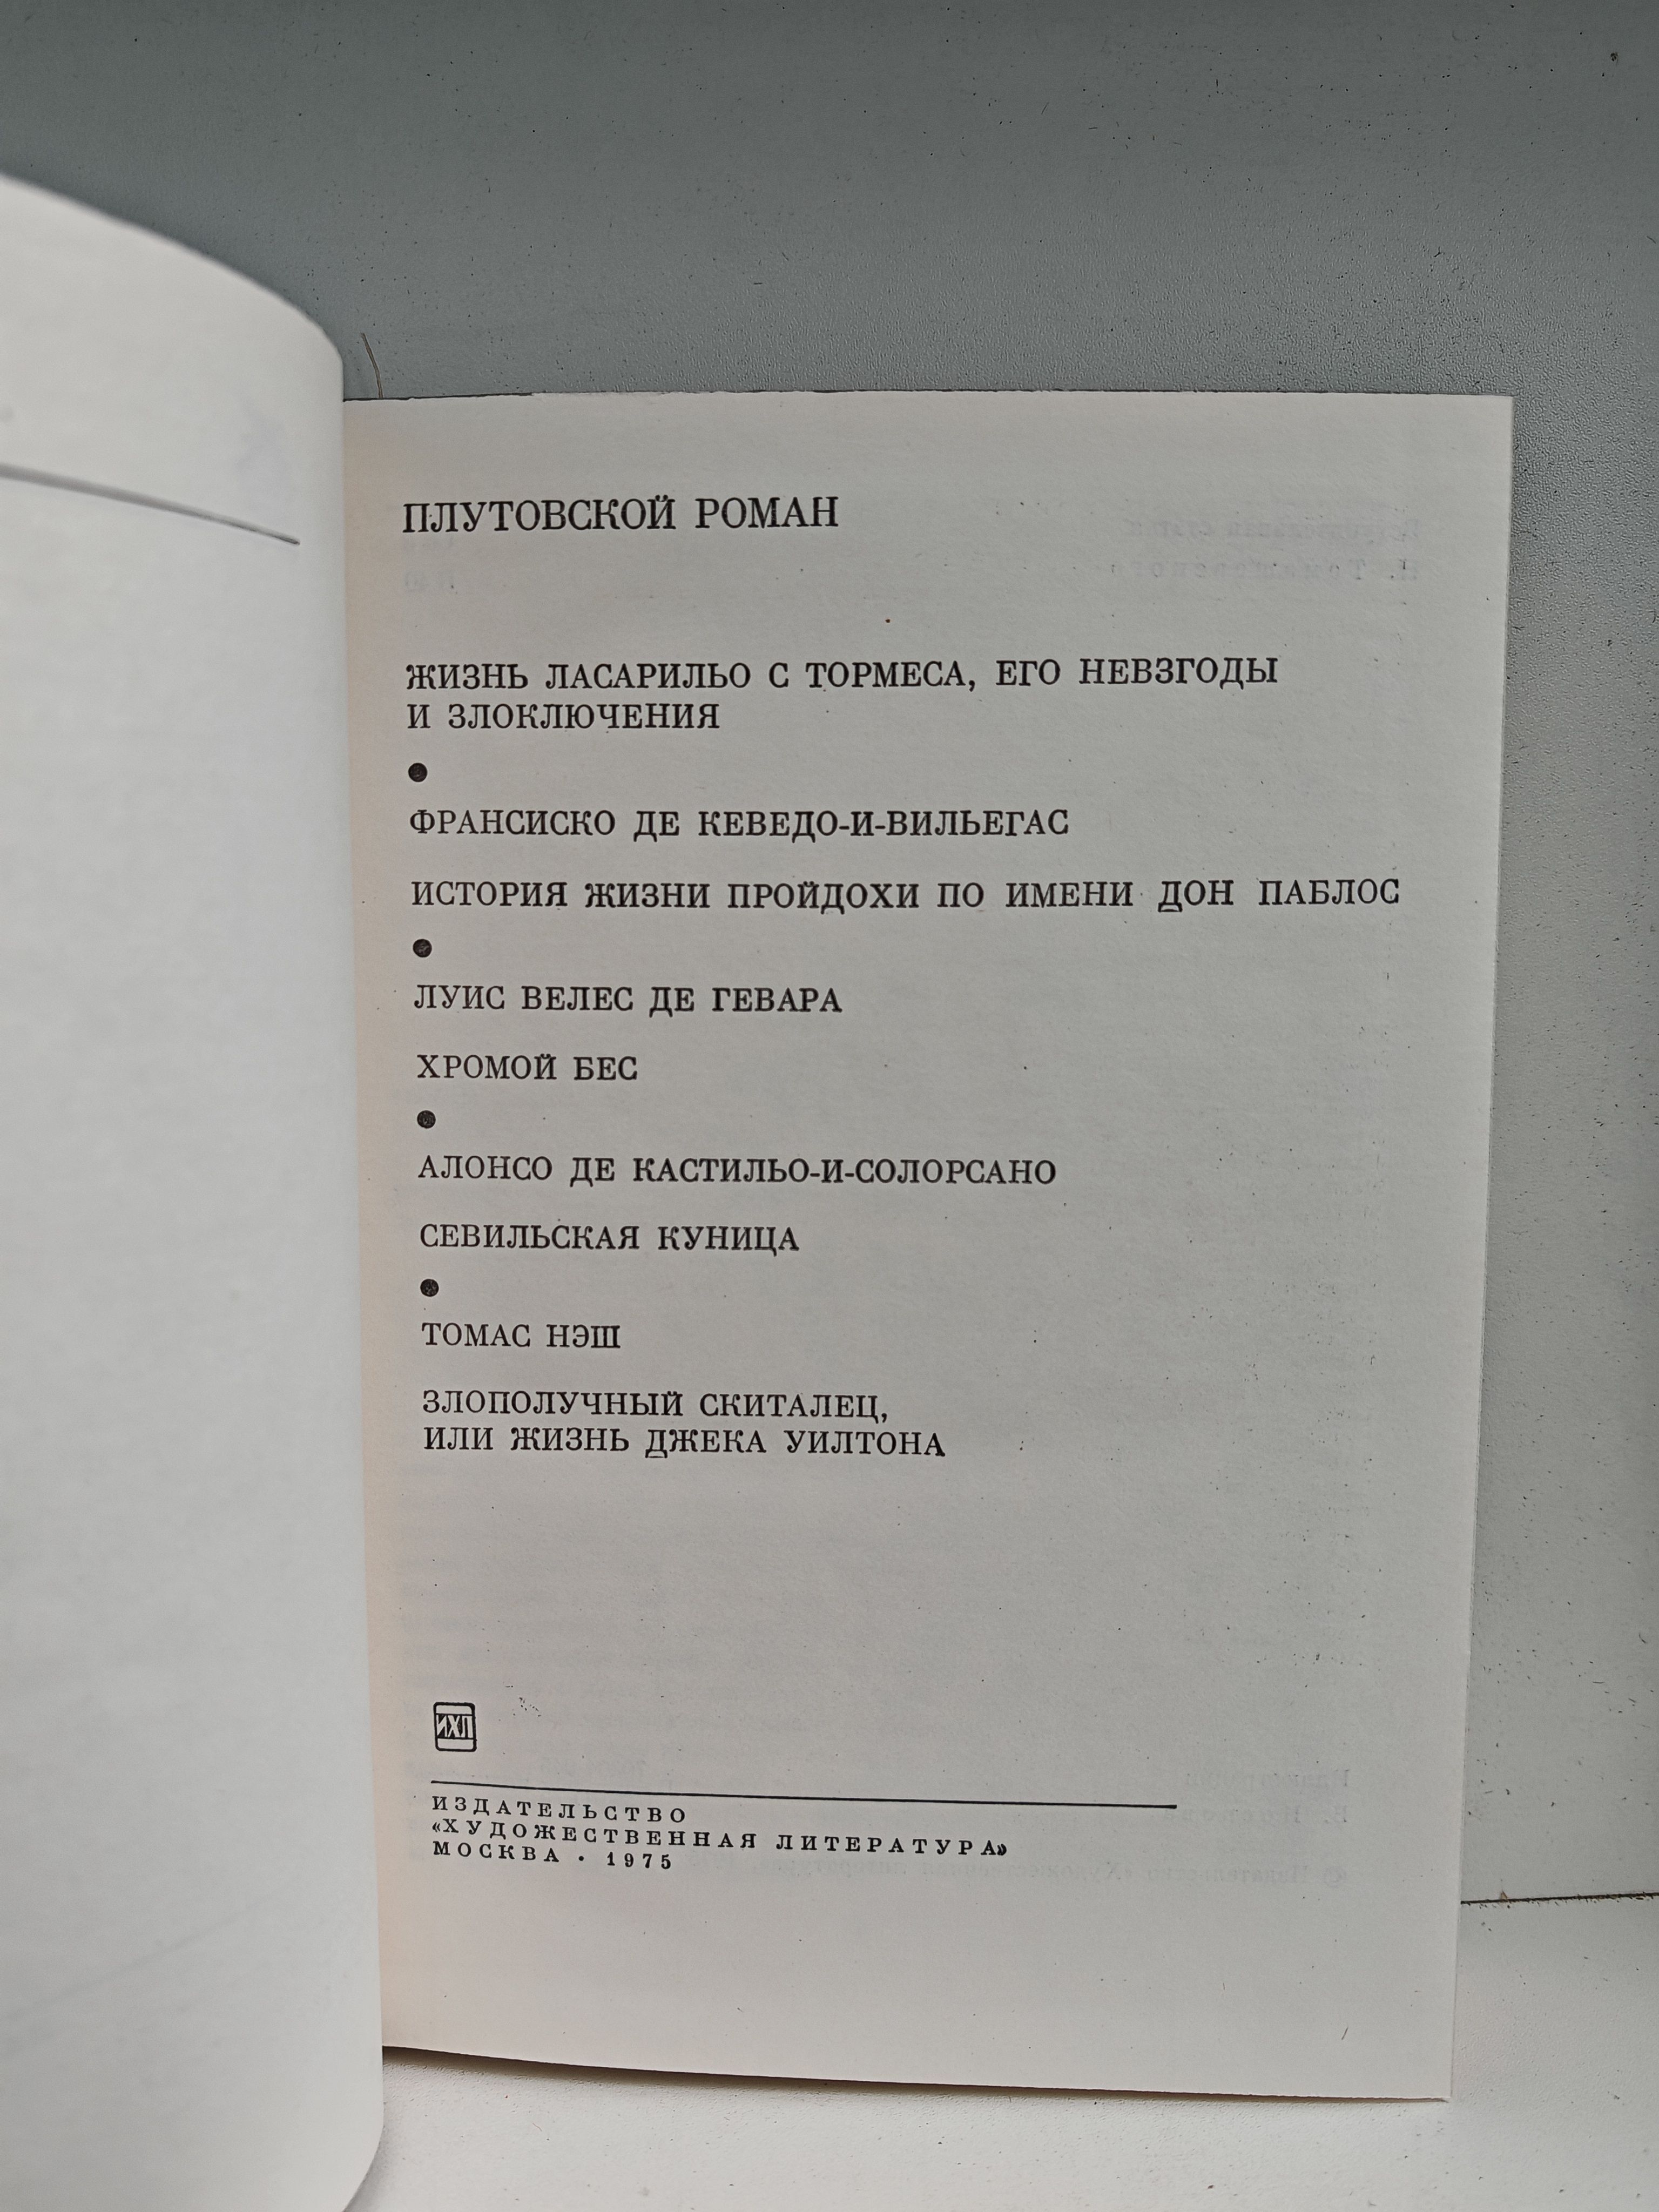 ПЛУТОВСКОЙ РОМАН
ЖИЗНЬ ЛАСАРИЛЬО С ТОРМЕСА, ЕГО НЕВЗГОДЫ
И ЗЛОКЛЮЧЕНИЯ
●
ФРАНСИСКО ДЕ КЕВЕДО-И-ВИЛЬЕГАС
ИСТОРИЯ ЖИЗНИ ПРОЙДОХИ ПО ИМЕНИ ДОН ПАБЛОС
●
ЛУИС ВЕЛЕС ДЕ ГЕВАРА
ХРОМОЙ БЕС
●
АЛОНСО ДЕ КАСТИЛЬО-И-СОЛОРСАНО
СЕВИЛЬСКАЯ КУНИЦА
●
ТОМАС НЭШ
ЗЛОПОЛУЧНЫЙ СКИТАЛЕЦ,
ИЛИ ЖИЗНЬ ДЖЕКА УИЛТОНА
ИХЛ
ИЗДАТЕЛЬСТВО
«ХУДОЖЕСТВЕННАЯ ЛИТЕРАТУРА»
МОСКВА · 1975